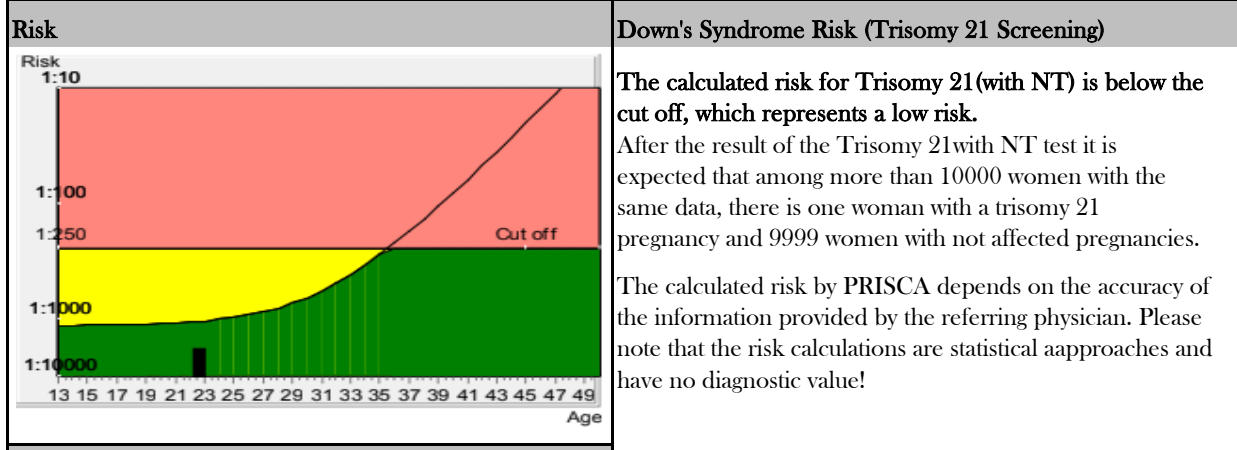 Risk
Risk
1:10
1:100
1:250
Cut off
1:1000
1:10000
13 15 17 19 21 23 25 27 29 31 33 35 37 39 41 43 45 47 49
Age
Down's Syndrome Risk (Trisomy 21 Screening)
The calculated risk for Trisomy 21(with NT) is below the
cut off, which represents a low risk.
After the result of the Trisomy 21with NT test it is
expected that among more than 10000 women with the
same data, there is one woman with a trisomy 21
pregnancy and 9999 women with not affected pregnancies.
The calculated risk by PRISCA depends on the accuracy of
the information provided by the referring physician. Please
note that the risk calculations are statistical aapproaches and
have no diagnostic value!